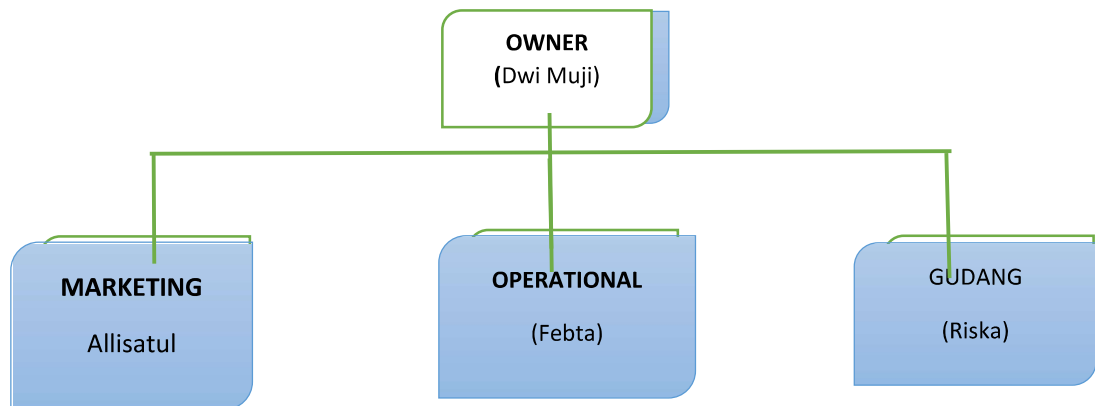 OWNER
(Dwi Muji)
MARKETING
Allisatul
OPERATIONAL
(Febta)
GUDANG
(Riska)